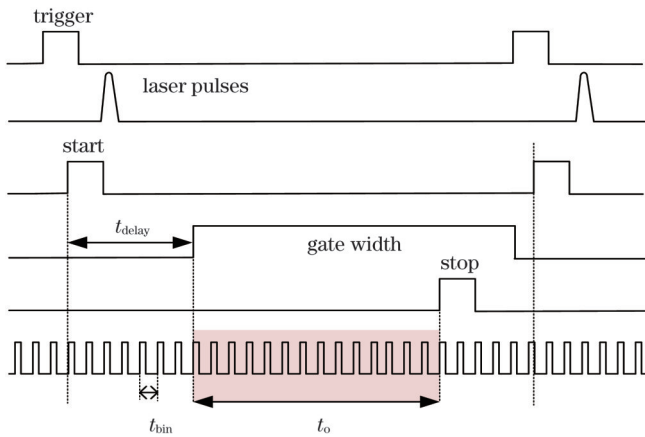 trigger
laser pulses
start
t_delay
gate width
stop
t_bin
t_o